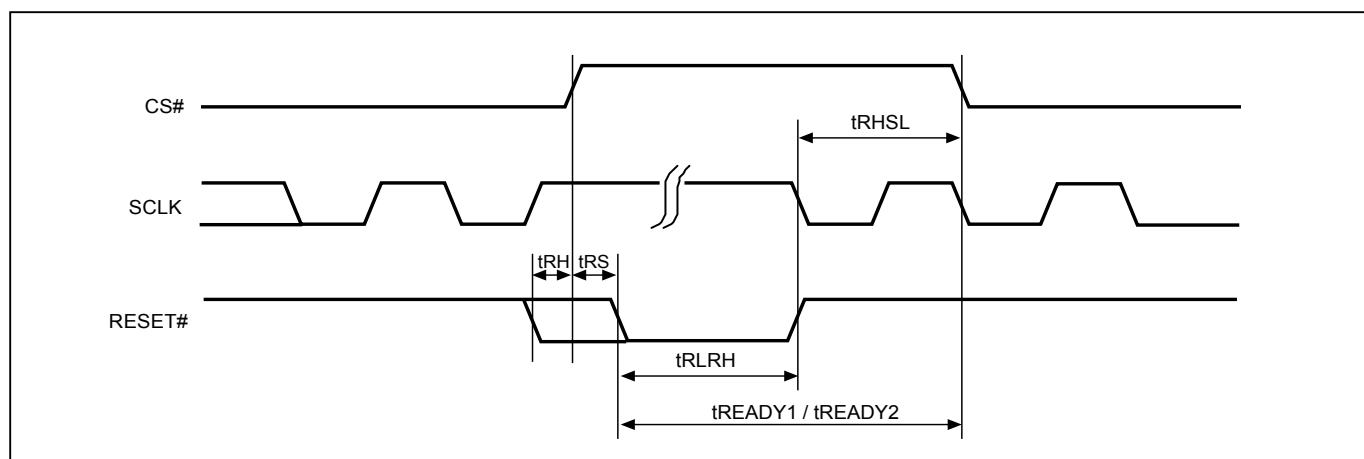 CS#
tRHSL
SCLK
tRH tRS
RESET#
tRLRH
tREADY1 / tREADY2